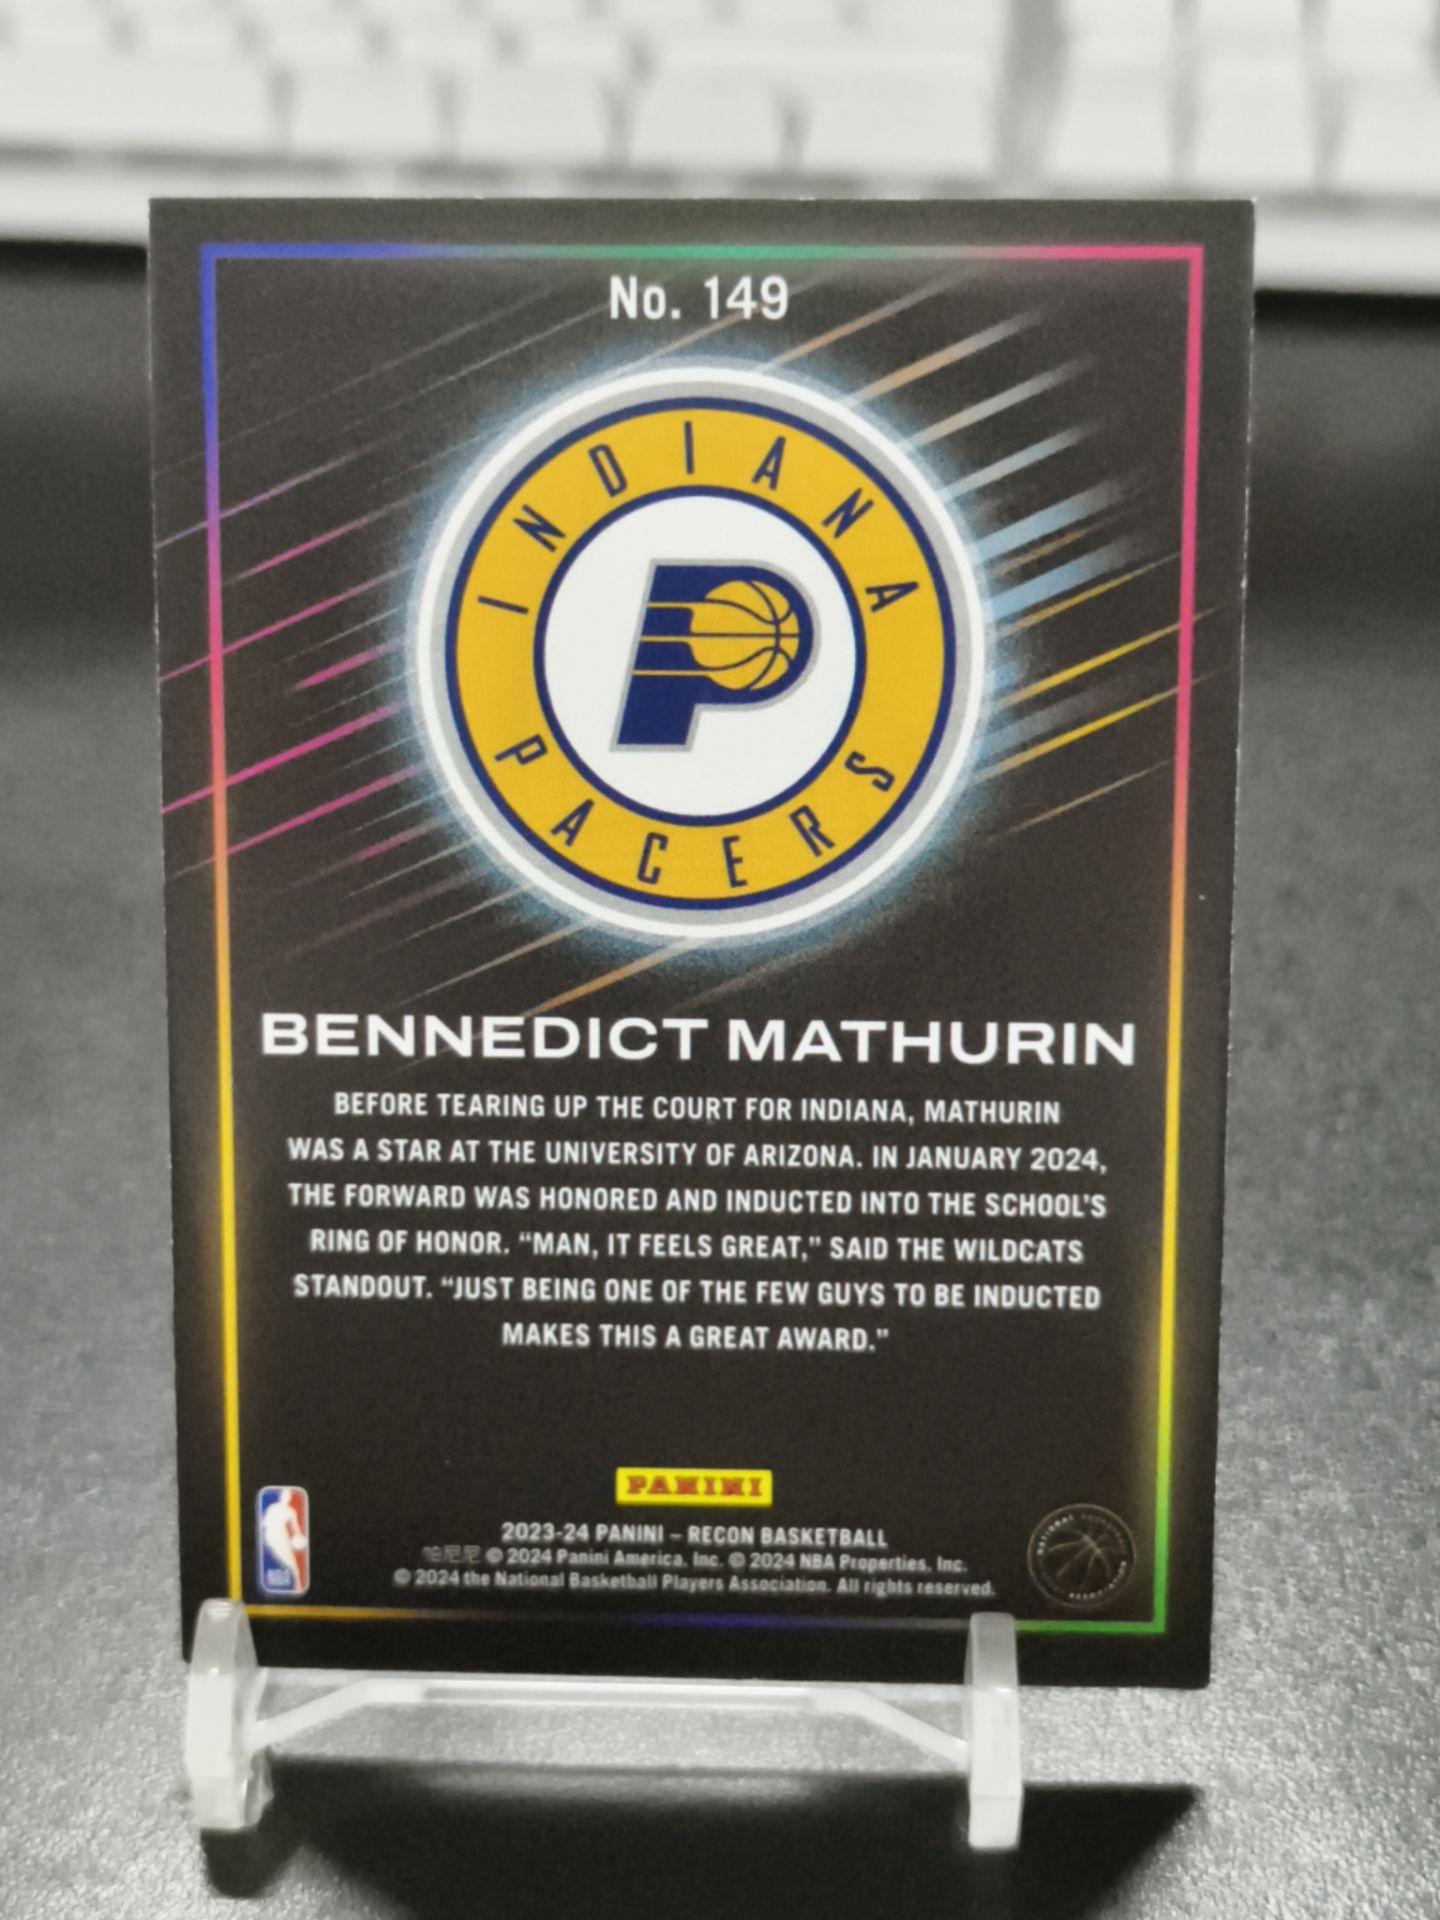 No. 149
INDIANA
PACERS
BENNEDICT MATHURIN
BEFORE TEARING UP THE COURT FOR INDIANA, MATHURIN
WAS A STAR AT THE UNIVERSITY OF ARIZONA. IN JANUARY 2024,
THE FORWARD WAS HONORED AND INDUCTED INTO THE SCHOOL'S
RING OF HONOR. “MAN, IT FEELS GREAT,” SAID THE WILDCATS
STANDOUT. “JUST BEING ONE OF THE FEW GUYS TO BE INDUCTED
MAKES THIS A GREAT AWARD.”
PANINI
2023-24 PANINI – RECON BASKETBALL
帕尼尼 © 2024 Panini America, Inc. © 2024 NBA Properties, Inc.
© 2024 the National Basketball Players Association. All rights reserved.
NBA